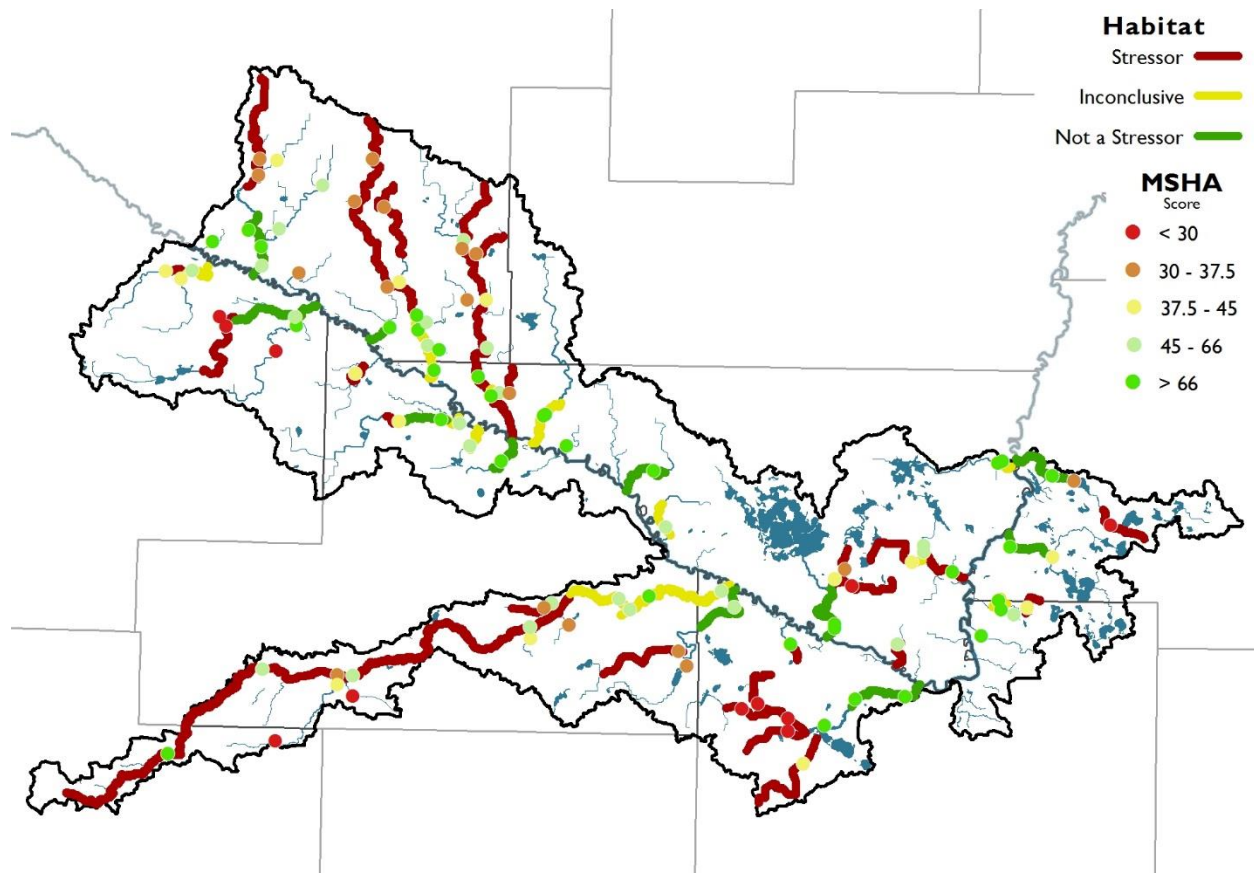 Habitat
Stressor
Inconclusive
Not a Stressor
MSHA
Score
< 30
30 - 37.5
37.5 - 45
45 - 66
> 66